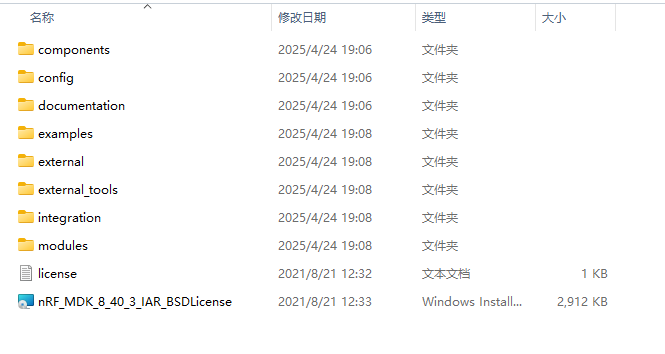 名称 修改日期 类型 大小
components 2025/4/24 19:06 文件夹
config 2025/4/24 19:06 文件夹
documentation 2025/4/24 19:06 文件夹
examples 2025/4/24 19:08 文件夹
external 2025/4/24 19:08 文件夹
external_tools 2025/4/24 19:08 文件夹
integration 2025/4/24 19:08 文件夹
modules 2025/4/24 19:08 文件夹
license 2021/8/21 12:32 文本文档 1 KB
nRF_MDK_8_40_3_IAR_BSDLicense 2021/8/21 12:33 Windows Install... 2,912 KB